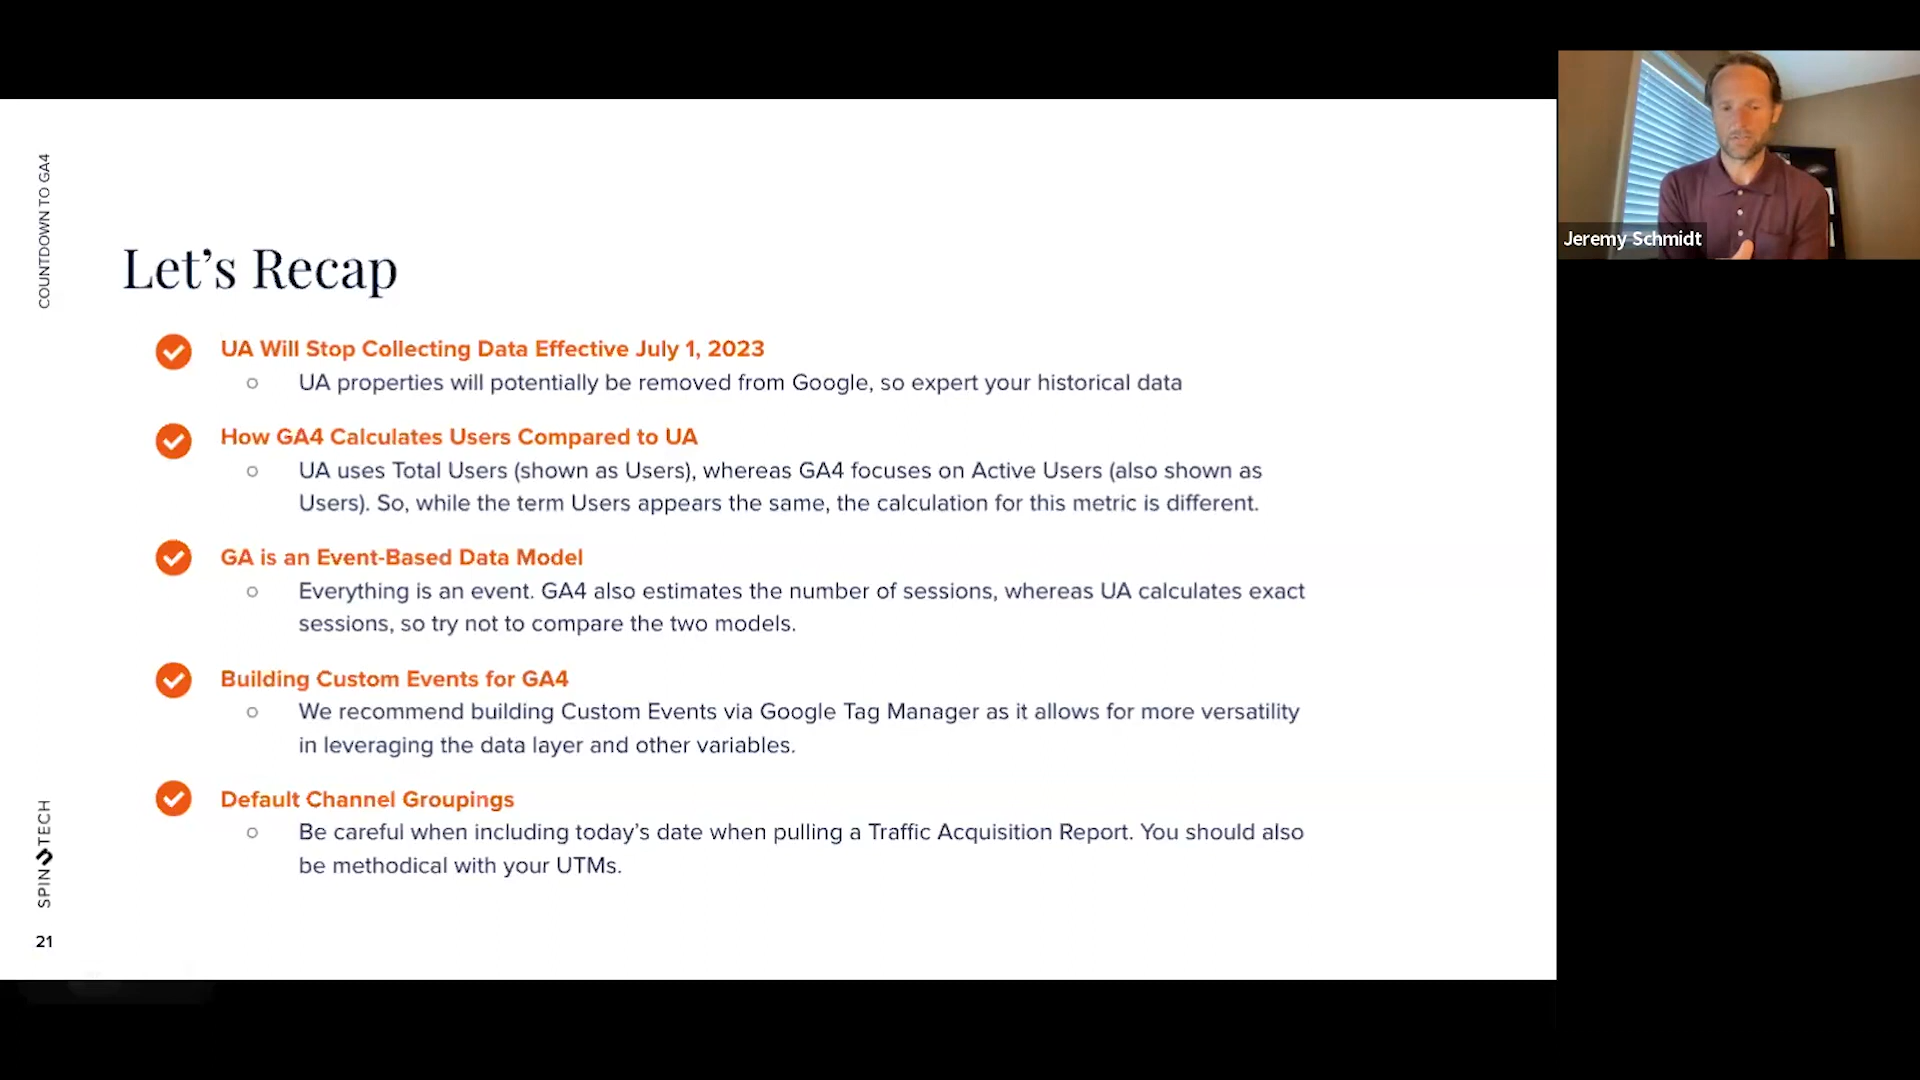 COUNTDOWN TO GA4
Let's Recap
UA Will Stop Collecting Data Effective July 1, 2023
UA properties will potentially be removed from Google, so expert your historical data
How GA4 Calculates Users Compared to UA
UA uses Total Users (shown as Users), whereas GA4 focuses on Active Users (also shown as
Users). So, while the term Users appears the same, the calculation for this metric is different.
GA is an Event-Based Data Model
Everything is an event. GA4 also estimates the number of sessions, whereas UA calculates exact
sessions, so try not to compare the two models.
Building Custom Events for GA4
We recommend building Custom Events via Google Tag Manager as it allows for more versatility
in leveraging the data layer and other variables.
Default Channel Groupings
Be careful when including today's date when pulling a Traffic Acquisition Report. You should also
be methodical with your UTMs.
SPINUTECH
21
Jeremy Schmidt